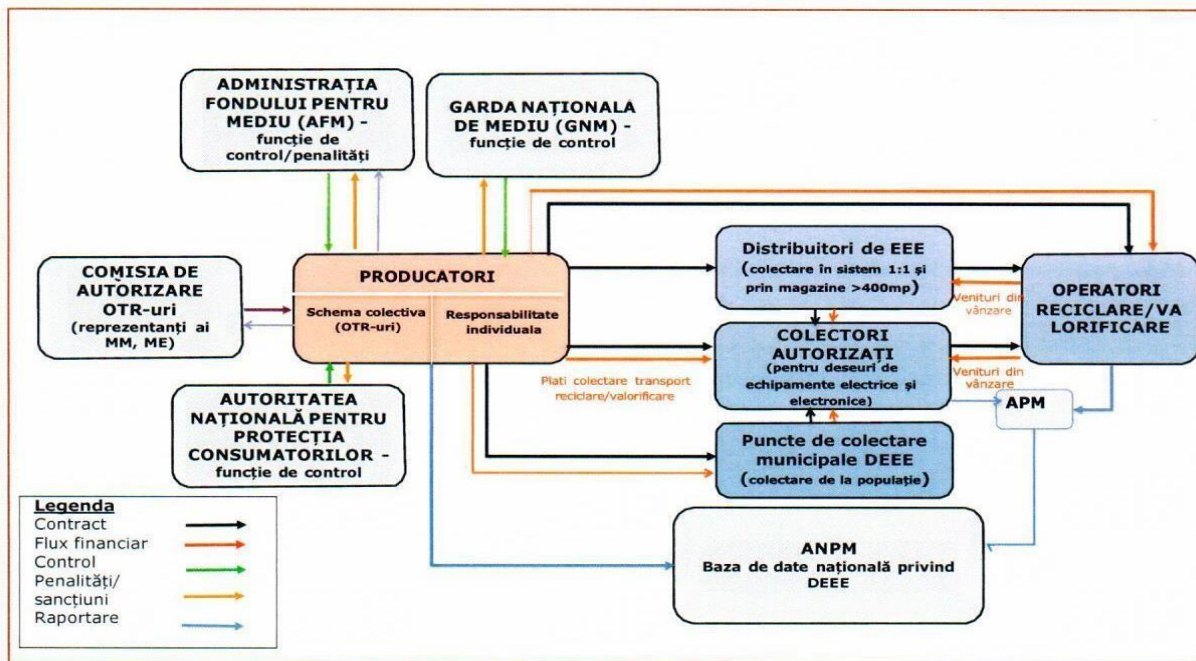 ADMINISTRAȚIA
FONDULUI PENTRU
MEDIU (AFM) -
funcție de
control/penalități
GARDA NAȚIONALĂ
DE MEDIU (GNM) -
funcție de control
COMISIA DE
AUTORIZARE
OTR-uri
(reprezentanți ai
MM, ME)
PRODUCATORI
Schema colectiva
(OTR-uri)
Responsabilitate
individuala
Distribuitori de EEE
(colectare în sistem 1:1 și
prin magazine >400mp)
Venituri din
vânzare
OPERATORI
RECICLARE/VA
LORIFICARE
COLECTORI
AUTORIZAȚI
(pentru deseuri de
echipamente electrice și
electronice)
Venituri din
vânzare
Plati colectare transport
reciclare/valorificare
APM
AUTORITATEA
NAȚIONALĂ PENTRU
PROTECȚIA
CONSUMATORILOR -
funcție de control
Puncte de colectare
municipale DEEE
(colectare de la populație)
ANPM
Baza de date națională privind
DEEE
Legenda
Contract
Flux financiar
Control
Penalități/
sancțiuni
Raportare